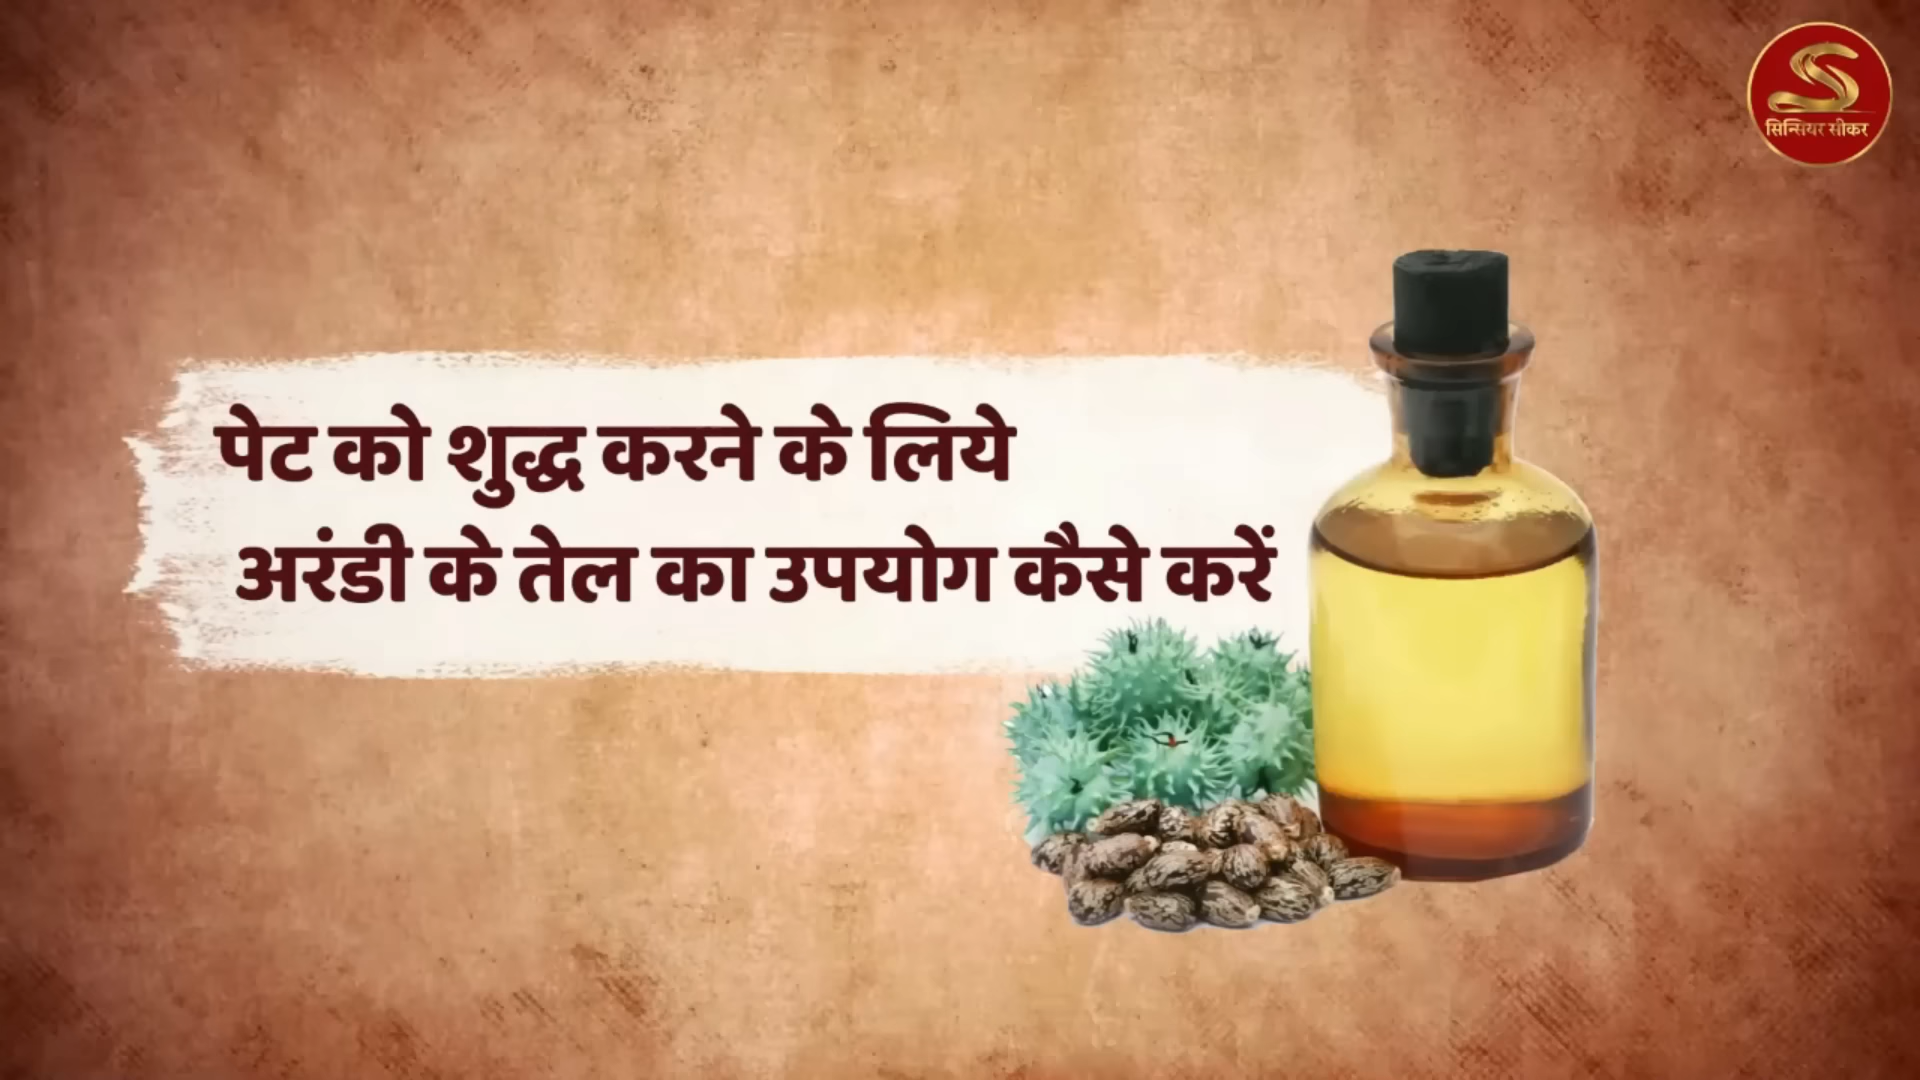 सिन्सियर सीकर
पेट को शुद्ध करने के लिये
अरंडी के तेल का उपयोग कैसे करें